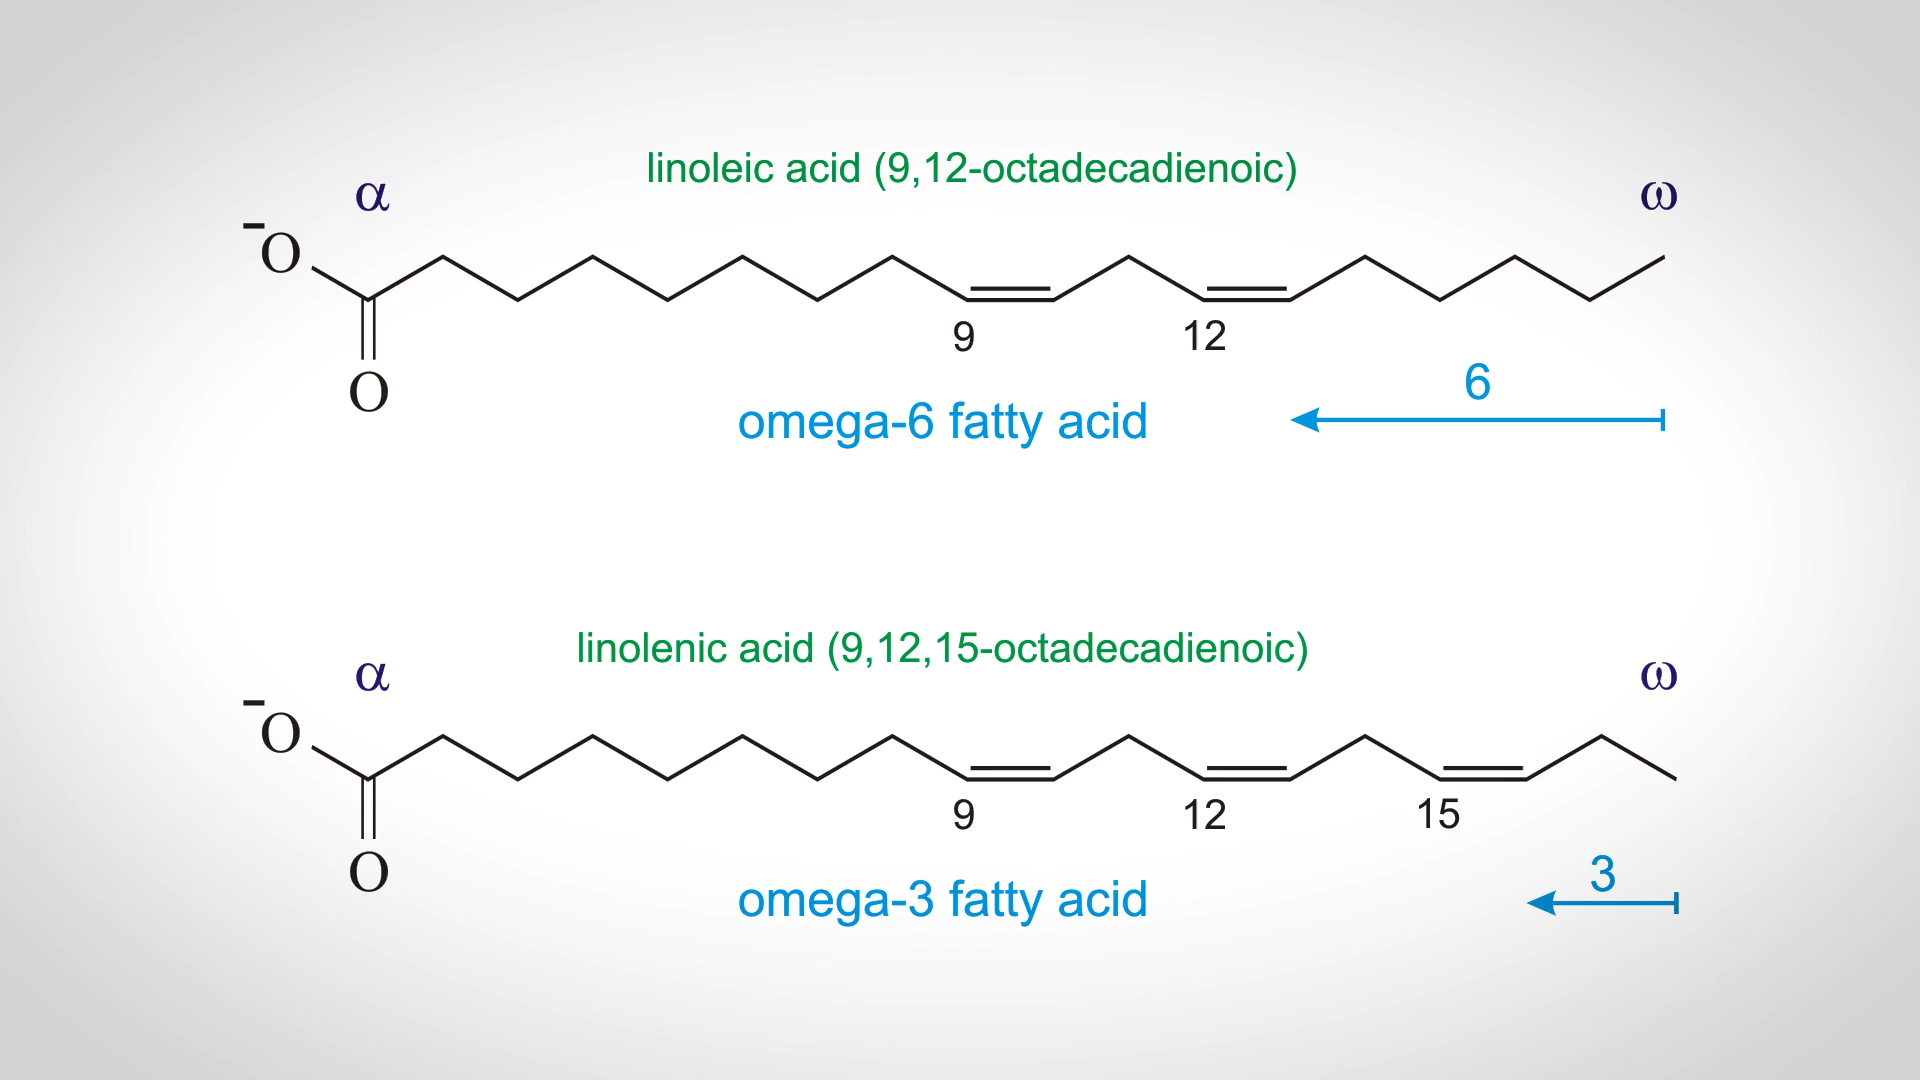 linoleic acid (9,12-octadecadienoic)
α
ω
-O
O
9
12
6
omega-6 fatty acid
linolenic acid (9,12,15-octadecadienoic)
α
ω
-O
O
9
12
15
3
omega-3 fatty acid